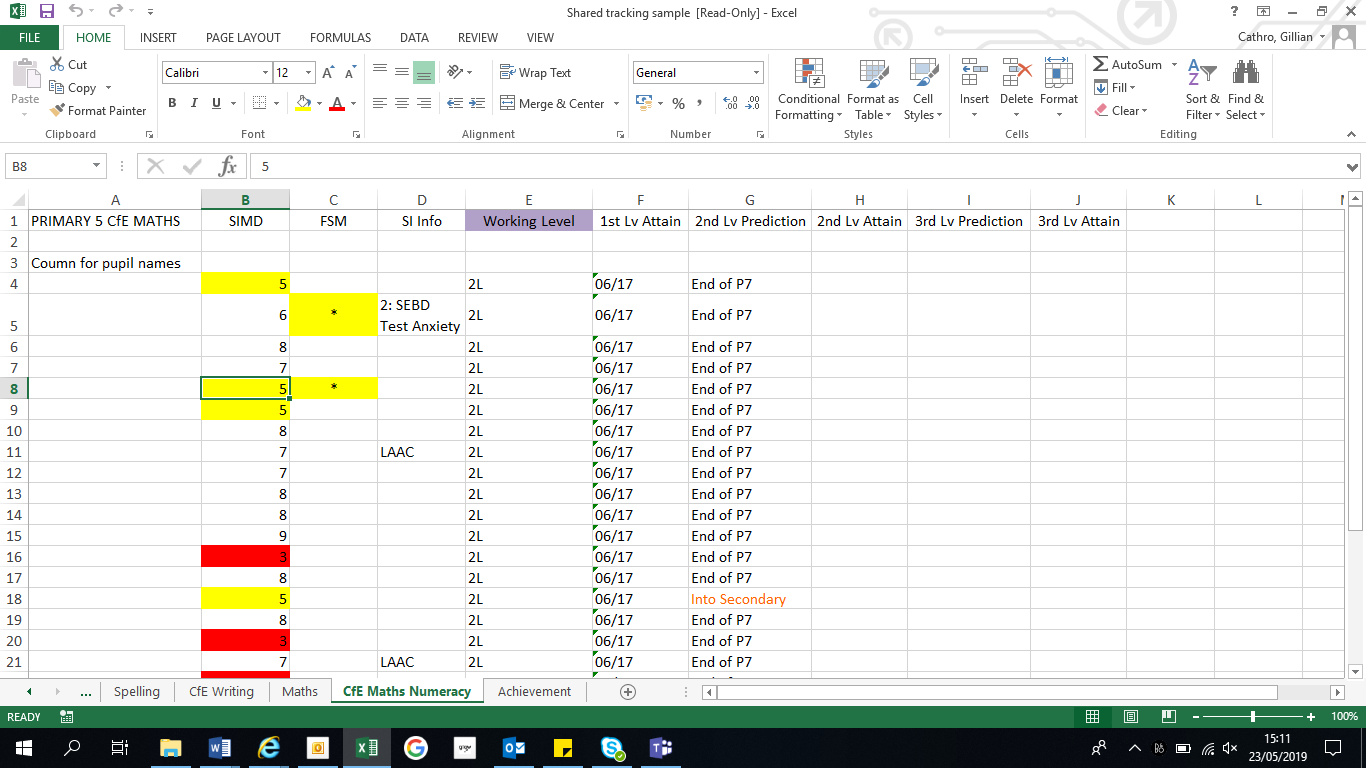 Shared tracking sample [Read-Only] - Excel
?
FILE HOME INSERT PAGE LAYOUT FORMULAS DATA REVIEW VIEW
Cathro, Gillian
Paste
Cut
Copy
Format Painter
Clipboard
Calibri 12
B I U
Font
Wrap Text
Merge & Center
Alignment
General
%
Number
Conditional Formatting
Format as Table
Cell Styles
Styles
Insert
Delete
Format
Cells
AutoSum
Fill
Clear
Sort & Filter
Find & Select
Editing
B8 fx 5
A B C D E F G H I J K L
1 PRIMARY 5 CfE MATHS SIMD FSM SI Info Working Level 1st Lv Attain 2nd Lv Prediction 2nd Lv Attain 3rd Lv Prediction 3rd Lv Attain
2
3 Coumn for pupil names
4 5 2L 06/17 End of P7
5 6 * 2: SEBD Test Anxiety 2L 06/17 End of P7
6 8 2L 06/17 End of P7
7 7 2L 06/17 End of P7
8 5 * 2L 06/17 End of P7
9 5 2L 06/17 End of P7
10 8 2L 06/17 End of P7
11 7 LAAC 2L 06/17 End of P7
12 7 2L 06/17 End of P7
13 8 2L 06/17 End of P7
14 8 2L 06/17 End of P7
15 9 2L 06/17 End of P7
16 3 2L 06/17 End of P7
17 8 2L 06/17 End of P7
18 5 2L 06/17 Into Secondary
19 8 2L 06/17 End of P7
20 3 2L 06/17 End of P7
21 7 LAAC 2L 06/17 End of P7
... Spelling CfE Writing Maths CfE Maths Numeracy Achievement
READY
100%
15:11
23/05/2019